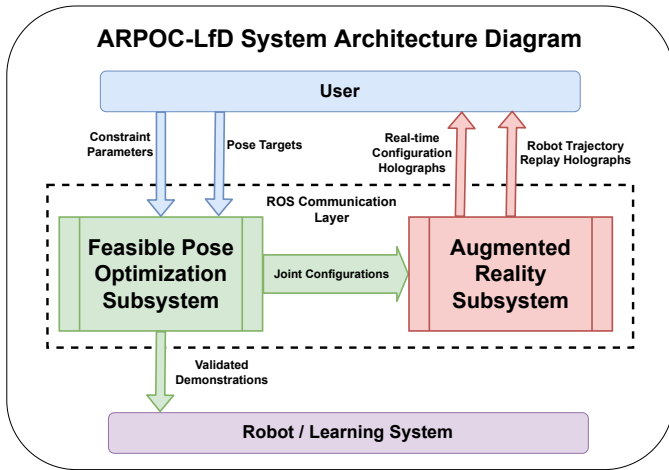 ARPOC-LfD System Architecture Diagram
User
Constraint
Parameters
Pose Targets
Real-time
Configuration
Holographs
Robot Trajectory
Replay Holographs
ROS Communication
Layer
Feasible Pose
Optimization
Subsystem
Joint Configurations
Augmented
Reality
Subsystem
Validated
Demonstrations
Robot / Learning System